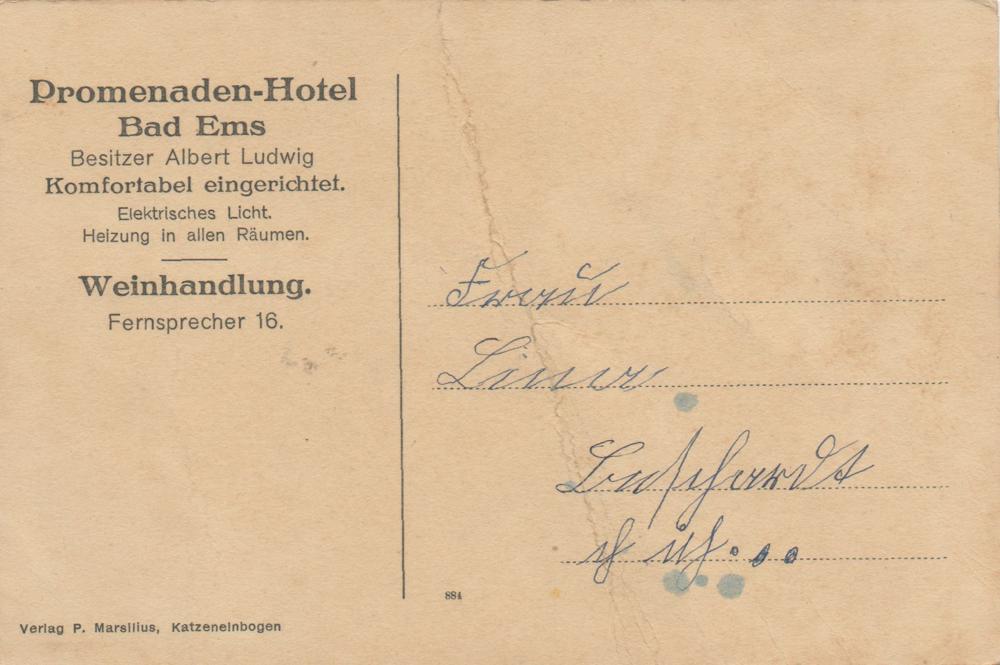 Promenaden-Hotel
Bad Ems
Besitzer Albert Ludwig
Komfortabel eingerichtet.
Elektrisches Licht.
Heizung in allen Räumen.
Weinhandlung.
Fernsprecher 16.
Verlag P. Marsilius, Katzenelnbogen
884
Frau